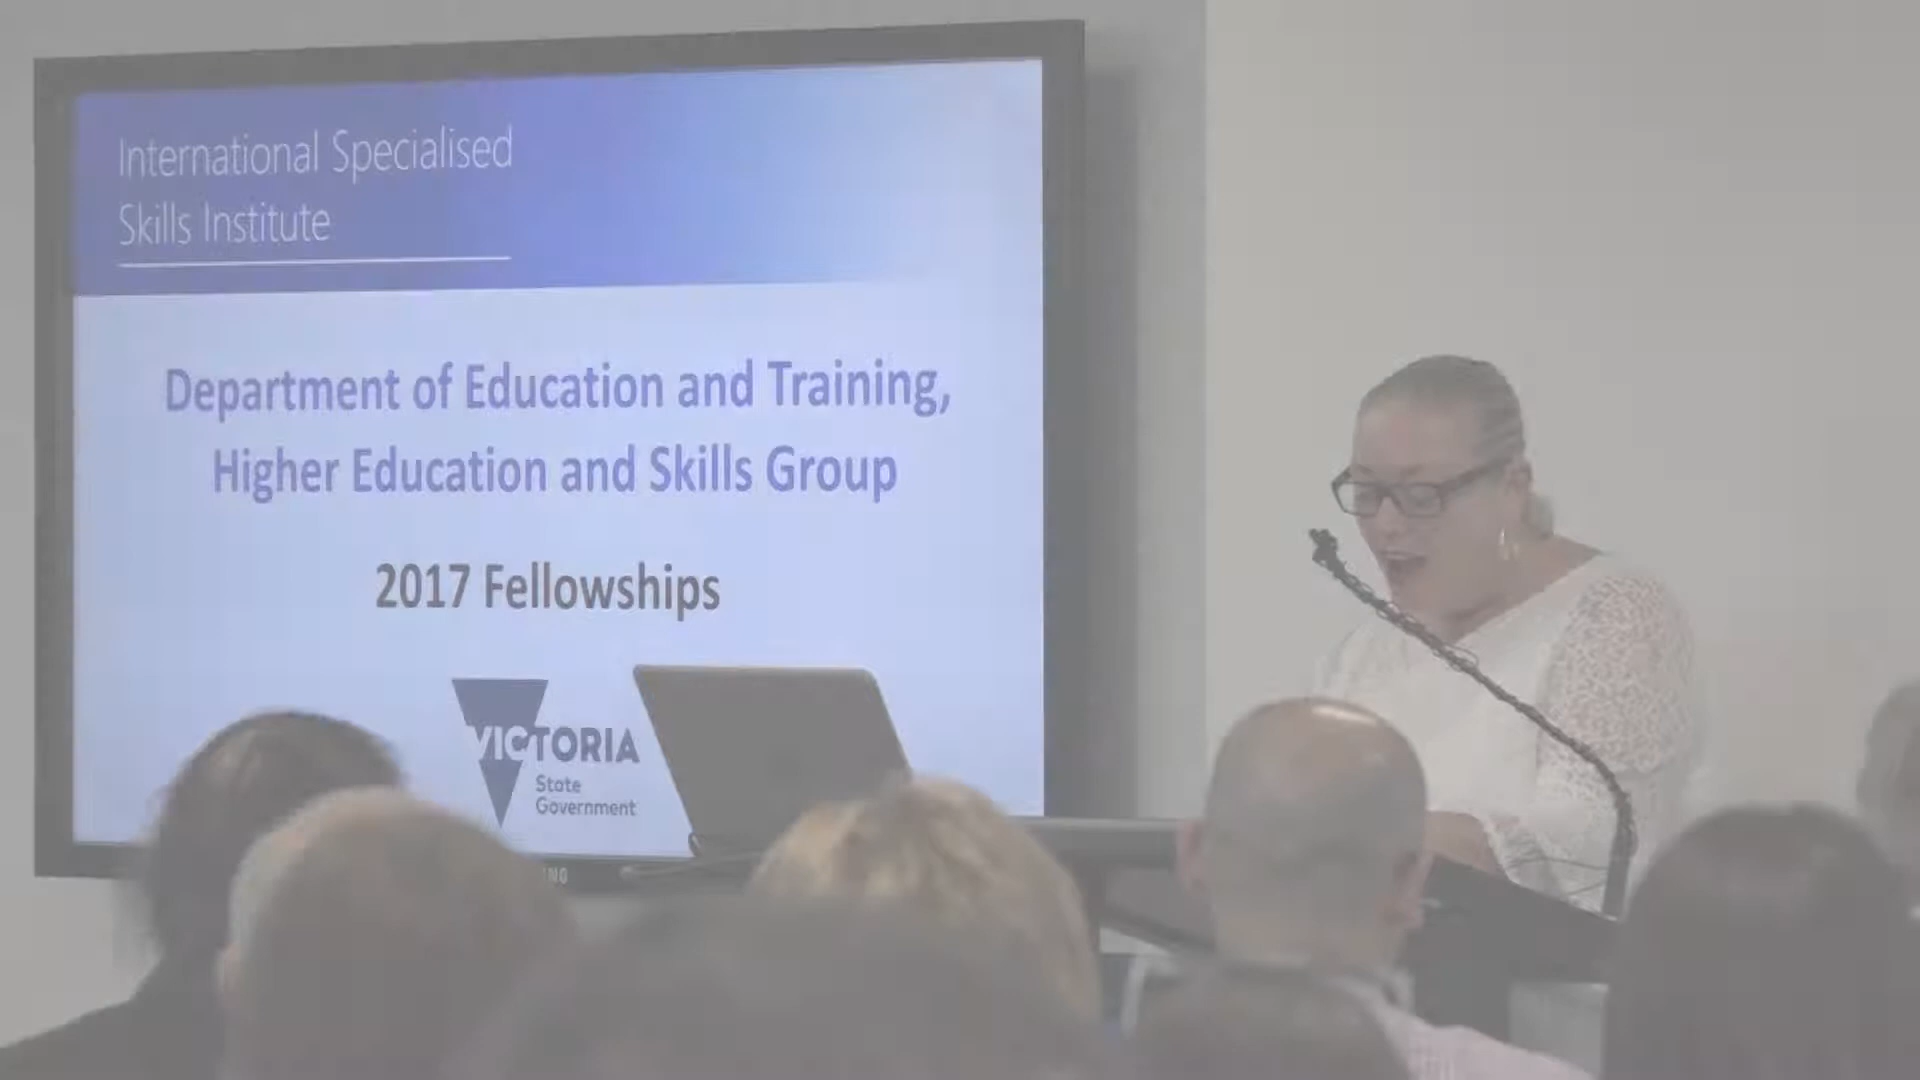 International Specialised
Skills Institute
Department of Education and Training,
Higher Education and Skills Group
2017 Fellowships
VICTORIA
State
Government